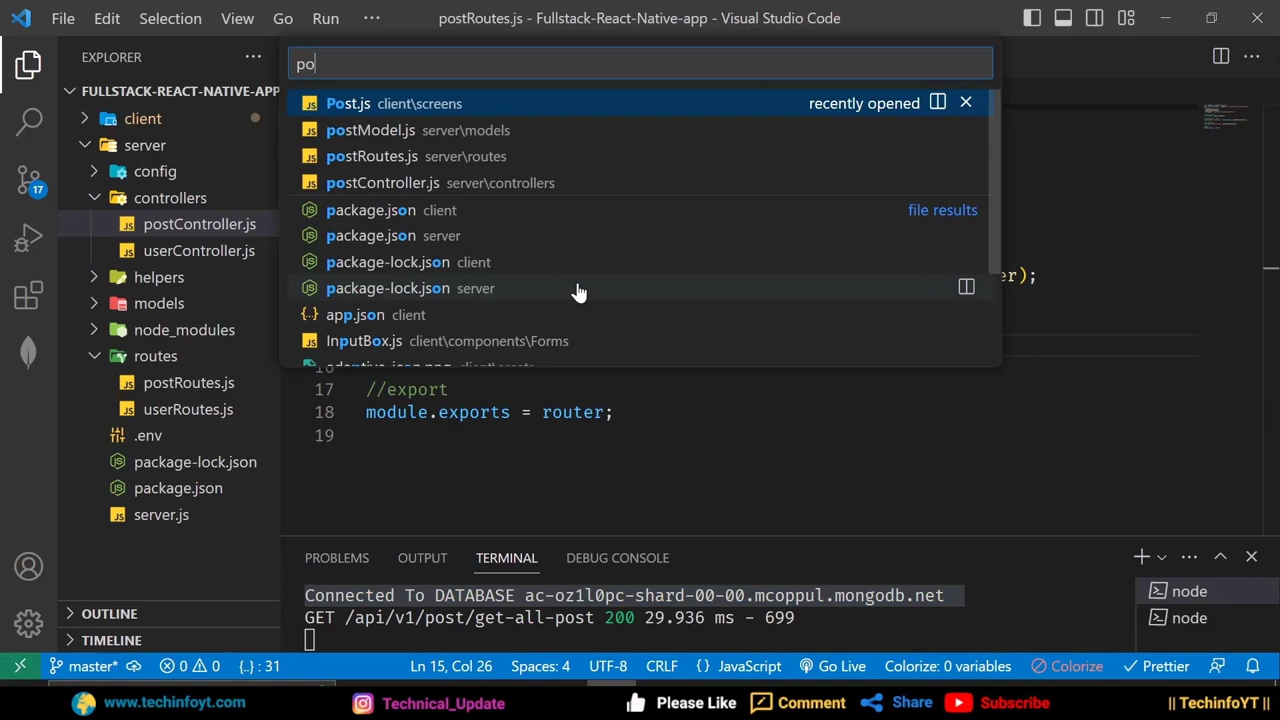 File Edit Selection View Go Run ··· postRoutes.js - Fullstack-React-Native-app - Visual Studio Code
EXPLORER
po
FULLSTACK-REACT-NATIVE-APP
Post.js client\screens recently opened
client
postModel.js server\models
server
postRoutes.js server\routes
config
postController.js server\controllers
controllers
package.json client file results
postController.js
package.json server
userController.js
package-lock.json client
helpers
er);
package-lock.json server
models
app.json client
node_modules
InputBox.js client\components\Forms
routes
postRoutes.js
17 //export
userRoutes.js
18 module.exports = router;
.env
19
package-lock.json
package.json
server.js
PROBLEMS OUTPUT TERMINAL DEBUG CONSOLE
Connected To DATABASE ac-oz1l0pc-shard-00-00.mcoppul.mongodb.net
node
GET /api/v1/post/get-all-post 200 29.936 ms - 699
node
OUTLINE
TIMELINE
17
master* 0 0 {..} : 31 Ln 15, Col 26 Spaces: 4 UTF-8 CRLF {} JavaScript Go Live Colorize: 0 variables Colorize Prettier
www.techinfoyt.com Technical_Update Please Like Comment Share Subscribe || TechinfoYT ||